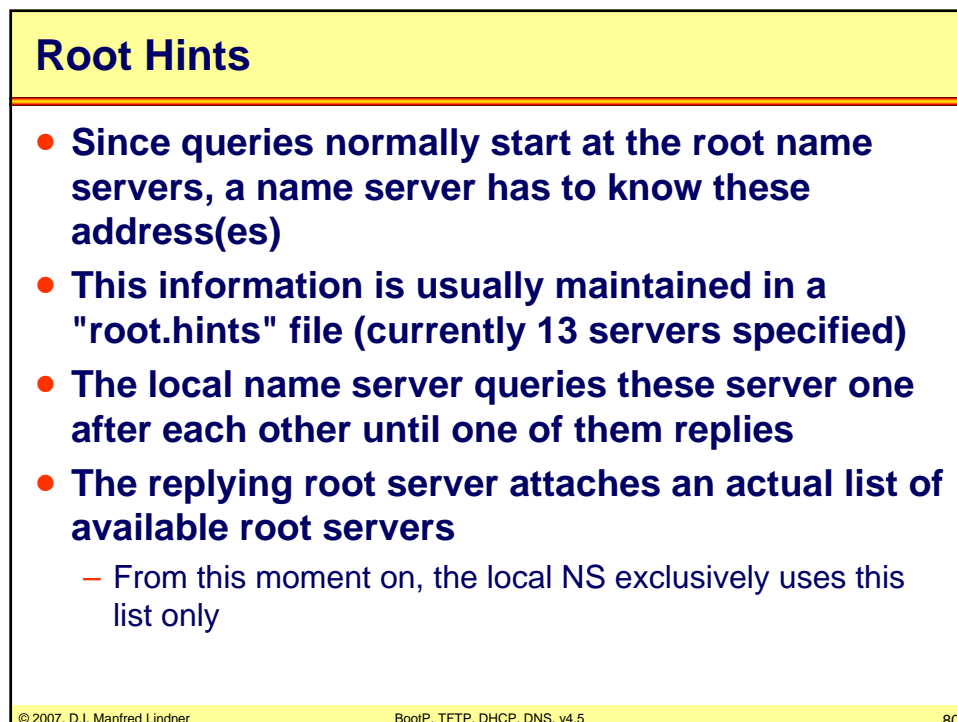 Root Hints
• Since queries normally start at the root name
servers, a name server has to know these
address(es)
• This information is usually maintained in a
"root.hints" file (currently 13 servers specified)
• The local name server queries these server one
after each other until one of them replies
• The replying root server attaches an actual list of
available root servers
– From this moment on, the local NS exclusively uses this
list only
© 2007, D.I. Manfred Lindner
BootP, TFTP, DHCP, DNS, v4.5
80